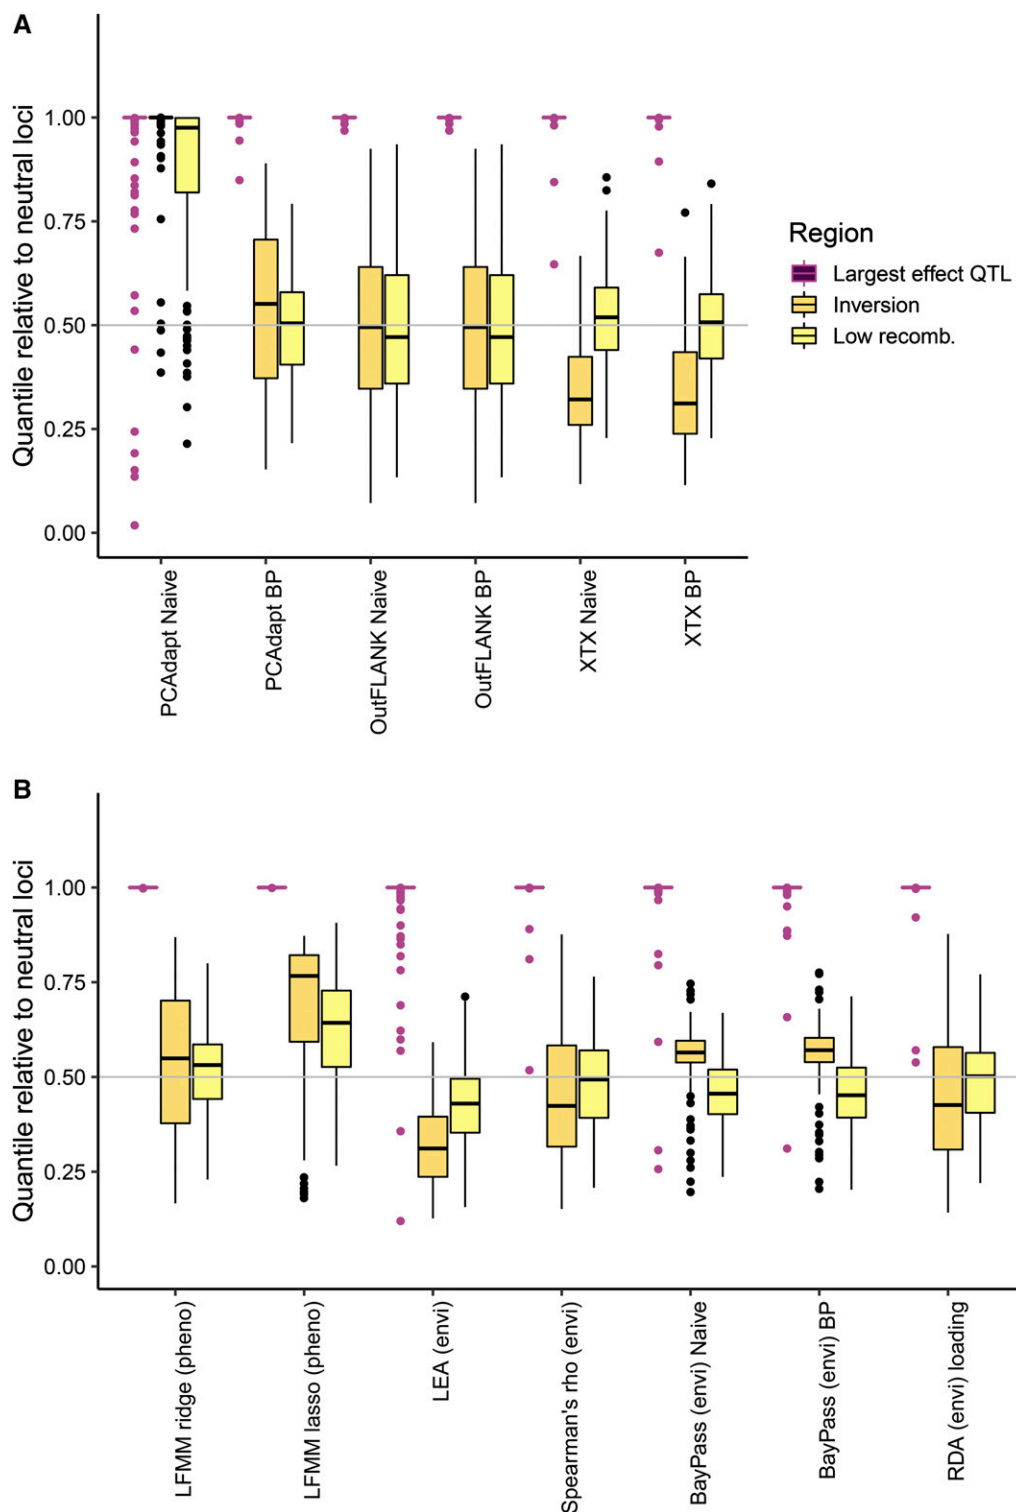 A
Quantile relative to neutral loci
1.00
0.75
0.50
0.25
0.00
PCAdapt Naive
PCAdapt BP
OutFLANK Naive
OutFLANK BP
XTX Naive
XTX BP
Region
Largest effect QTL
Inversion
Low recomb.
B
Quantile relative to neutral loci
1.00
0.75
0.50
0.25
0.00
LFMM ridge (pheno)
LFMM lasso (pheno)
LEA (envi)
Spearman's rho (envi)
BayPass (envi) Naive
BayPass (envi) BP
RDA (envi) loading